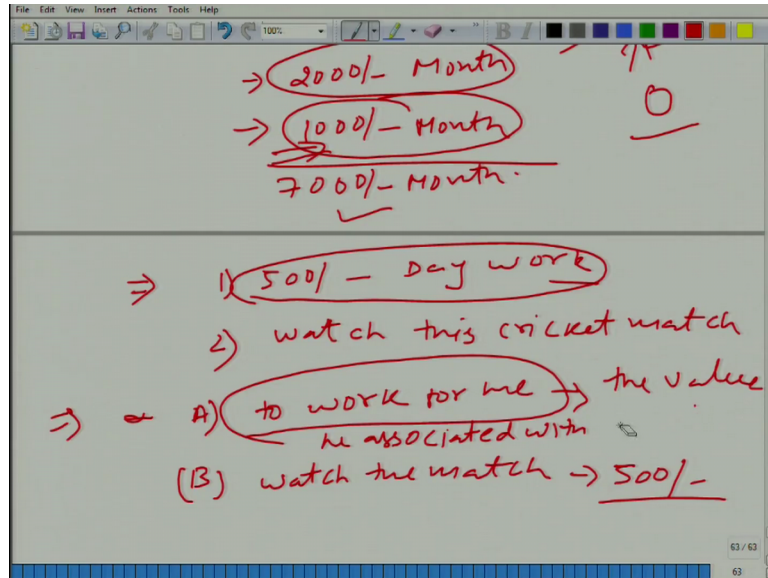 File Edit View Insert Actions Tools Help
100%
B I
→ 2000/- Month
→ 1000/- Month
0
7000/- Month.
⇒ 1) 500/- Day work
2) watch this cricket match
⇒ A) to work for me → the value
he associated with
(B) watch the match → 500/-
63 / 63
63